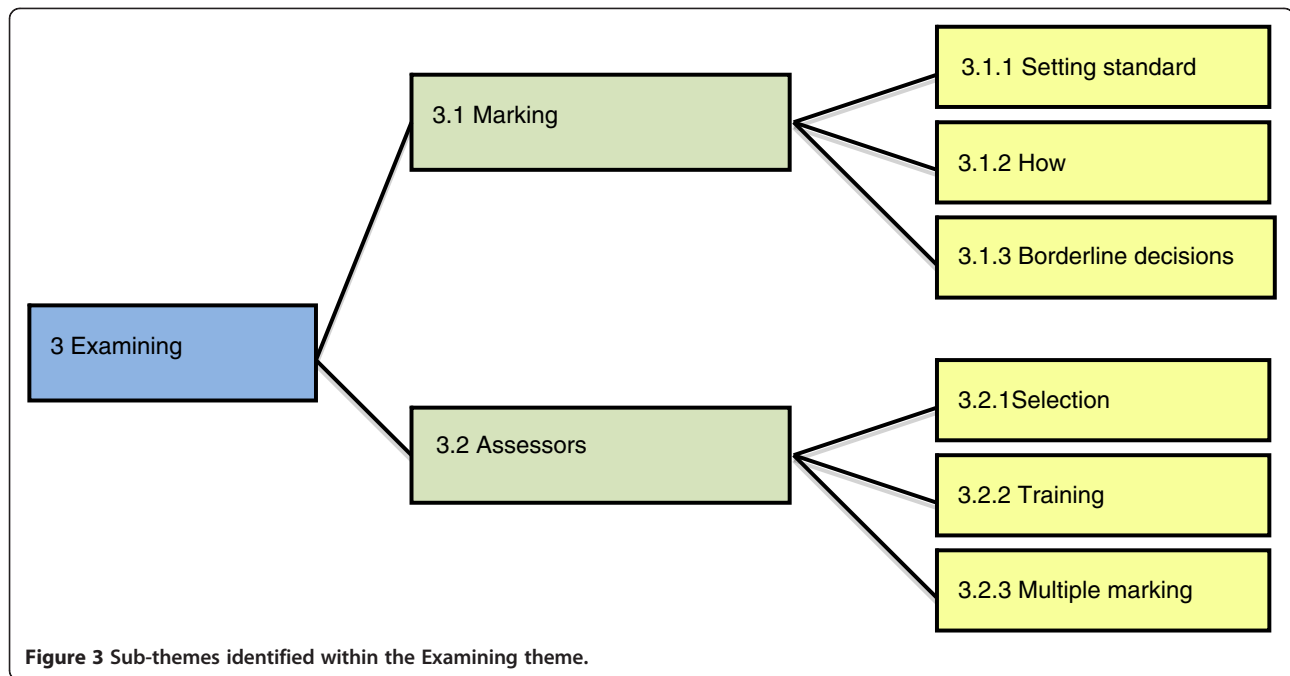 3 Examining
3.1 Marking
3.1.1 Setting standard
3.1.2 How
3.1.3 Borderline decisions
3.2 Assessors
3.2.1Selection
3.2.2 Training
3.2.3 Multiple marking
Figure 3 Sub-themes identified within the Examining theme.